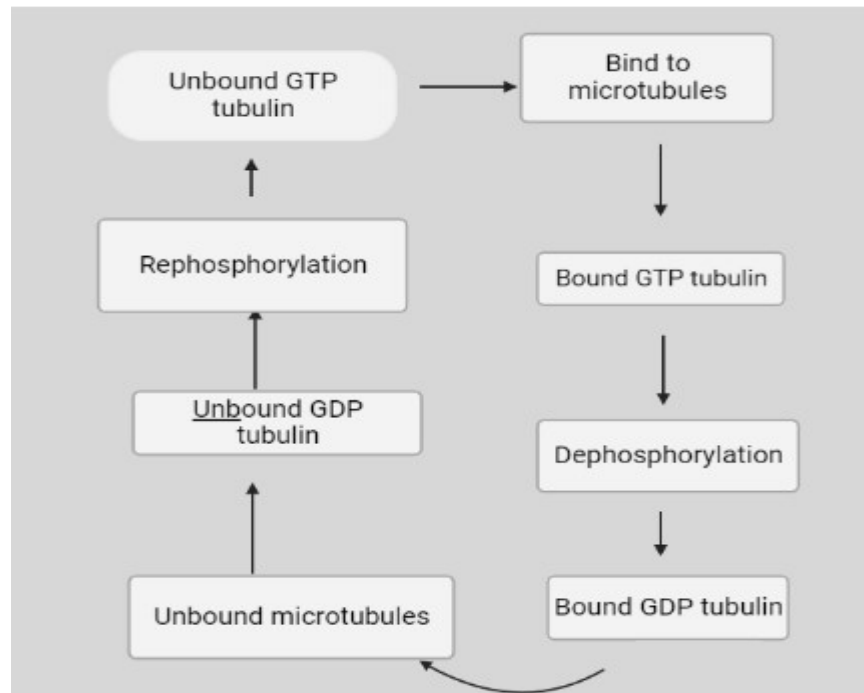 Unbound GTP
tubulin
Bind to
microtubules
Bound GTP tubulin
Dephosphorylation
Bound GDP tubulin
Unbound microtubules
Unbound GDP
tubulin
Rephosphorylation